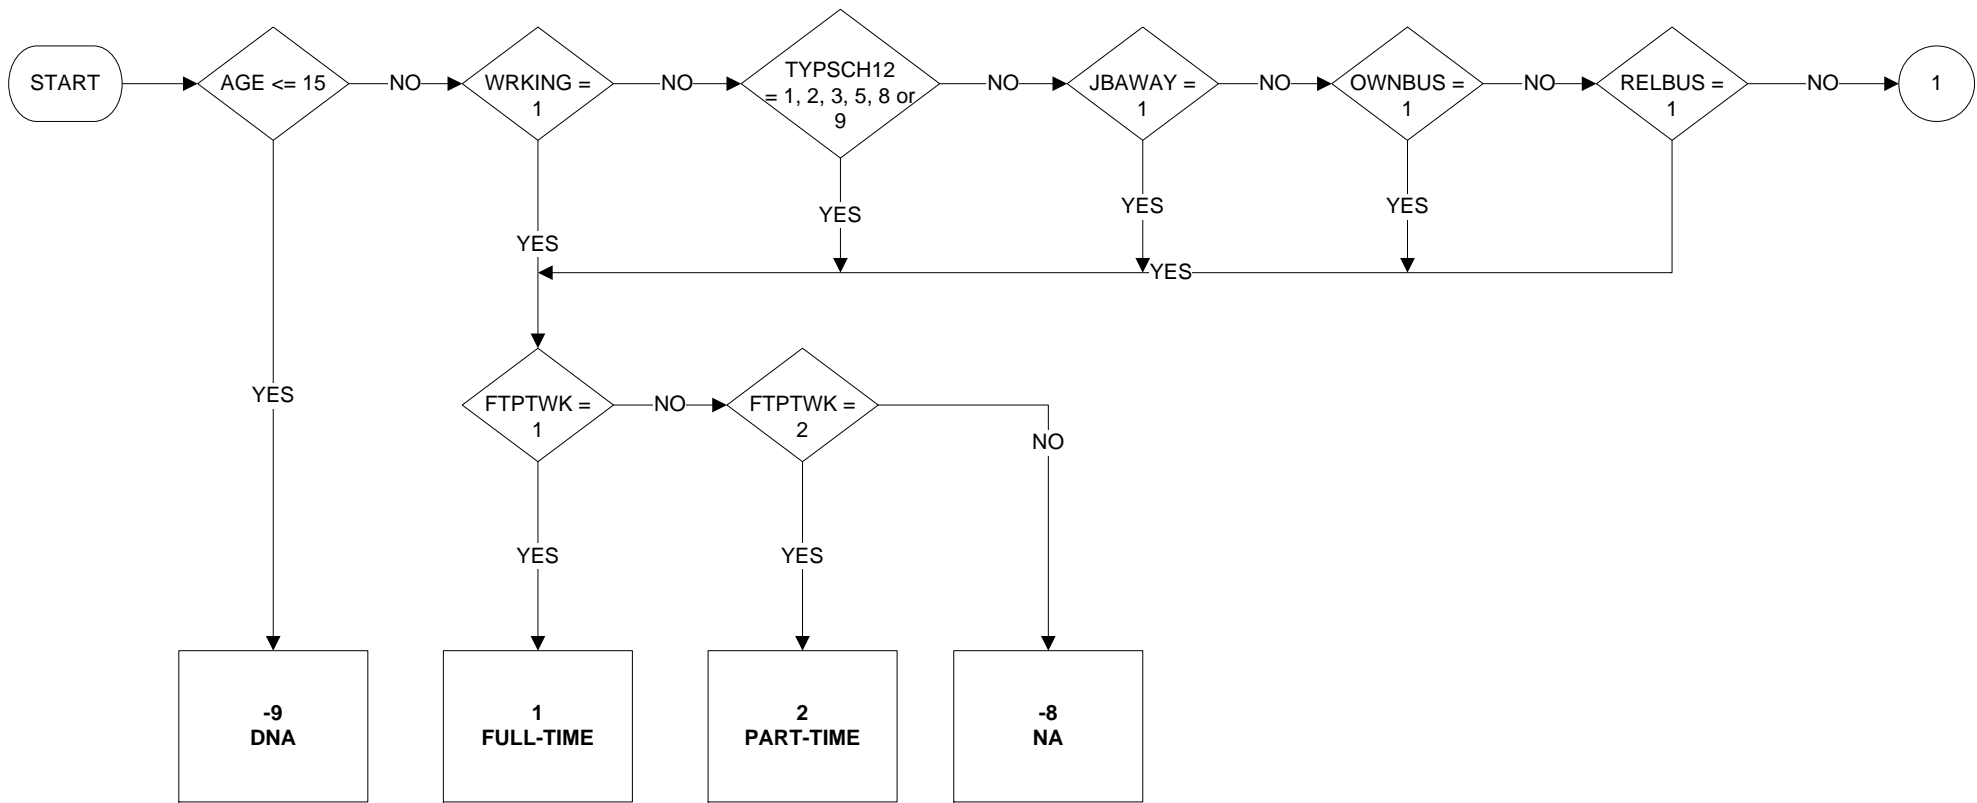 START
AGE <= 15
NO
WRKING =
1
NO
TYPSCH12
= 1, 2, 3, 5, 8 or
9
NO
JBAWAY =
1
NO
OWNBUS =
1
NO
RELBUS =
1
NO
1
YES
YES
YES
YES
YES
YES
FTPTWK =
1
NO
FTPTWK =
2
NO
YES
YES
-9
DNA
1
FULL-TIME
2
PART-TIME
-8
NA